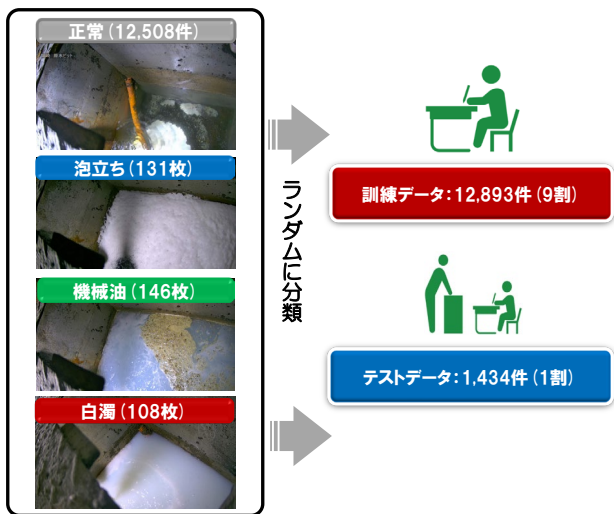 正常(12,508件)
泡立ち(131枚)
機械油(146枚)
白濁(108枚)
ランダムに分類
訓練データ:12,893件(9割)
テストデータ:1,434件(1割)